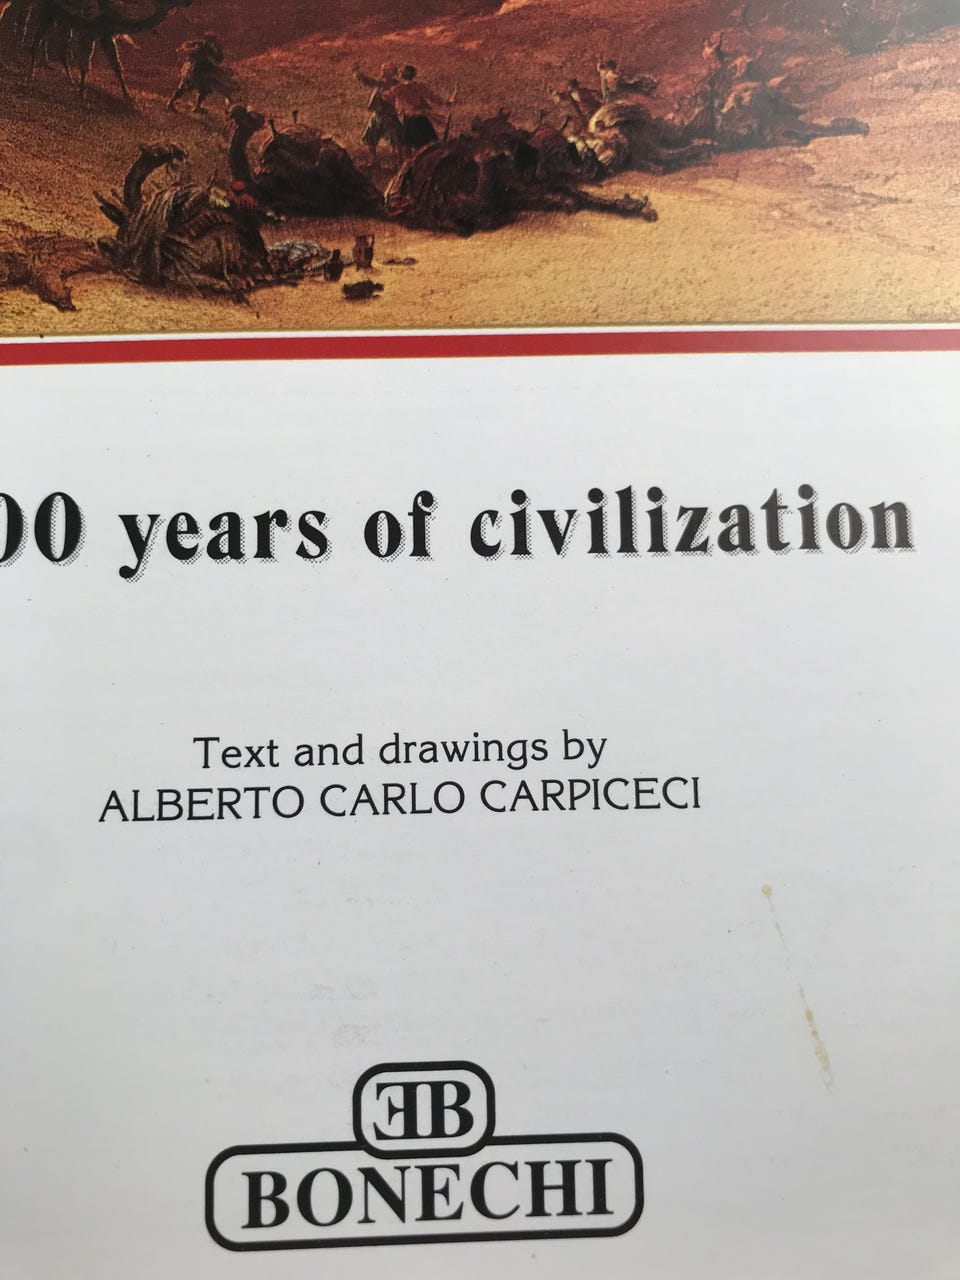 00 years of civilization
Text and drawings by
ALBERTO CARLO CARPICECI
EB
BONECHI